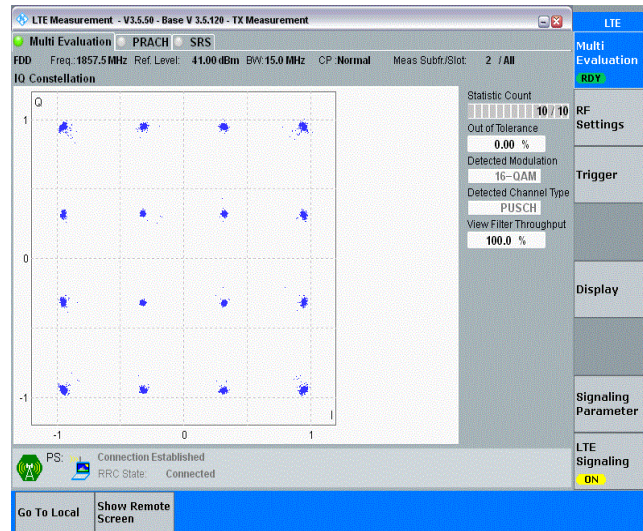 LTE Measurement - V3.5.50 - Base V 3.5.120 - TX Measurement
LTE
Multi Evaluation PRACH SRS
FDD Freq.: 1857.5 MHz Ref. Level: 41.00 dBm BW: 15.0 MHz CP : Normal Meas Subfr./Slot: 2 / All
IQ Constellation
Q
1
0
-1
-1 0 1
I
Statistic Count
10 / 10
Out of Tolerance
0.00 %
Detected Modulation
16-QAM
Detected Channel Type
PUSCH
View Filter Throughput
100.0 %
Multi
Evaluation
RDY
RF
Settings
Trigger
Display
Signaling
Parameter
LTE
Signaling
ON
PS: Connection Established
RRC State: Connected
Go To Local
Show Remote
Screen